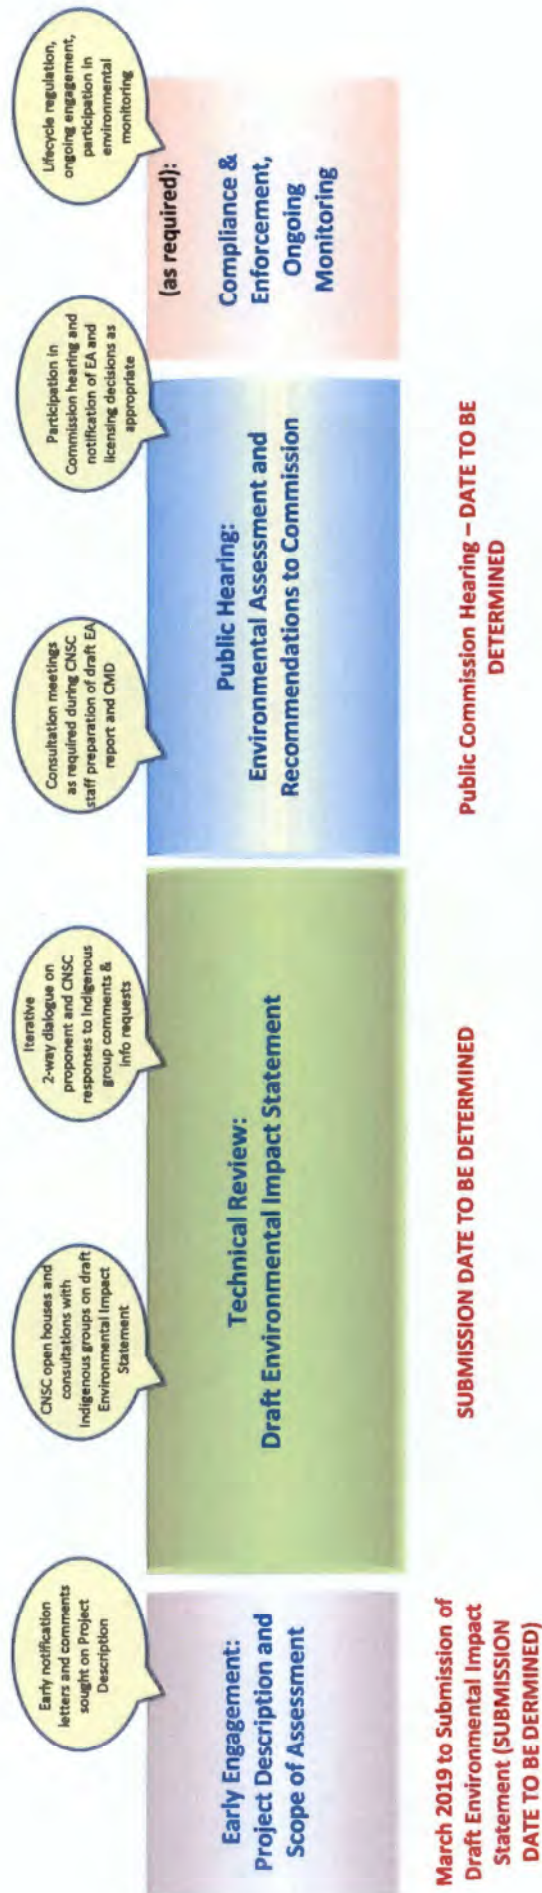 Early notification
letters and comments
sought on Project
Description
CNSC open houses and
consultations with
Indigenous groups on draft
Environmental Impact
Statement
Iterative
2-way dialogue on
proponent and CNSC
responses to Indigenous
group comments &
info requests
Consultation meetings
as required during CNSC
staff preparation of draft EA
report and CMD
Participation in
Commission hearing and
notification of EA and
licensing decisions as
appropriate
Lifecycle regulation,
ongoing engagement,
participation in
environmental
monitoring
Early Engagement:
Project Description and
Scope of Assessment
Technical Review:
Draft Environmental Impact Statement
Public Hearing:
Environmental Assessment and
Recommendations to Commission
(as required):
Compliance &
Enforcement,
Ongoing
Monitoring
March 2019 to Submission of
Draft Environmental Impact
Statement (SUBMISSION
DATE TO BE DERMINED)
SUBMISSION DATE TO BE DETERMINED
Public Commission Hearing – DATE TO BE
DETERMINED